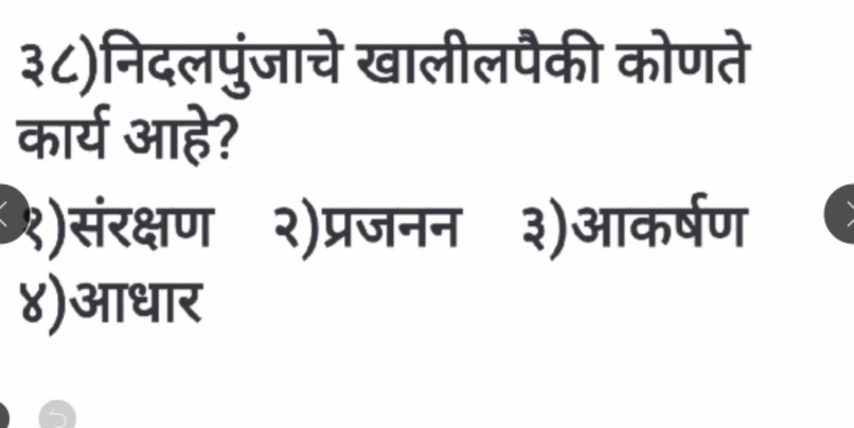 ३८)निदलपुंजाचे खालीलपैकी कोणते
कार्य आहे?
१)संरक्षण २)प्रजनन ३)आकर्षण
४)आधार